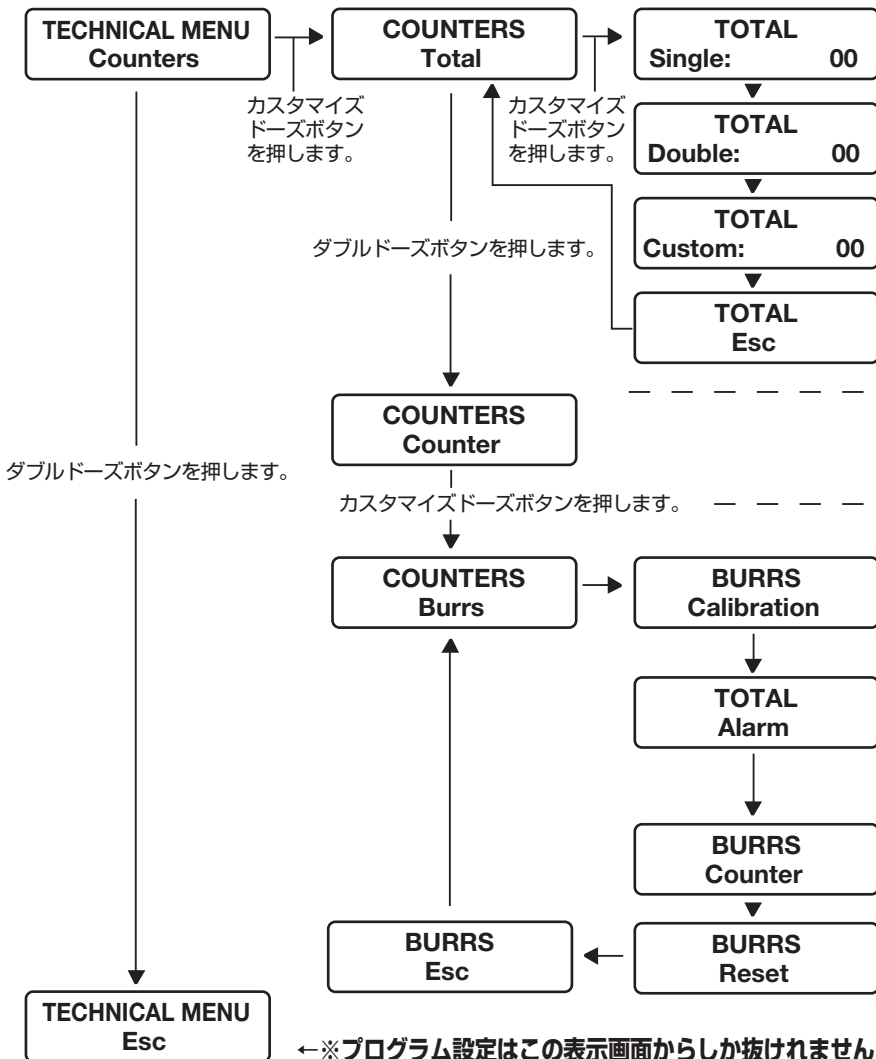 TECHNICAL MENU
Counters
COUNTERS
Total
TOTAL
Single: 00
カスタマイズ
ドーズボタン
を押します。
カスタマイズ
ドーズボタン
を押します。
TOTAL
Double: 00
TOTAL
Custom: 00
ダブルドーズボタンを押します。
TOTAL
Esc
COUNTERS
Counter
ダブルドーズボタンを押します。
カスタマイズドーズボタンを押します。
COUNTERS
Burrs
BURRS
Calibration
TOTAL
Alarm
BURRS
Counter
BURRS
Reset
BURRS
Esc
TECHNICAL MENU
Esc
←※プログラム設定はこの表示画面からしか抜けれません